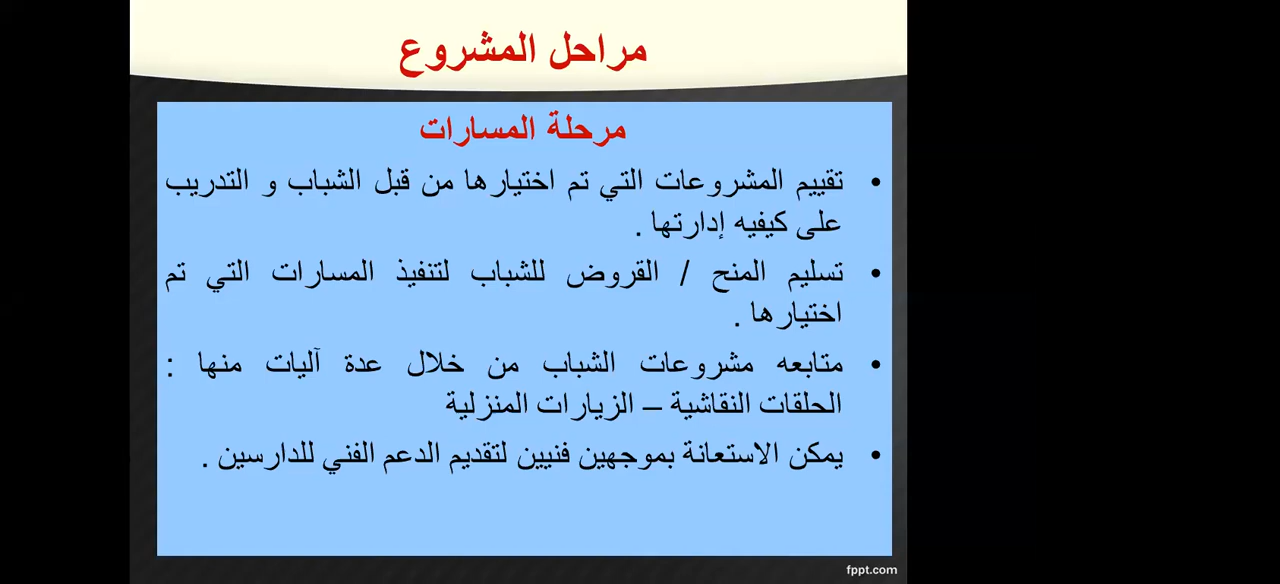 مراحل المشروع
مرحلة المسارات
• تقييم المشروعات التي تم اختيارها من قبل الشباب و التدريب
على كيفيه إدارتها .
• تسليم المنح / القروض للشباب لتنفيذ المسارات التي تم
اختيارها .
• متابعه مشروعات الشباب من خلال عدة آليات منها :
الحلقات النقاشية – الزيارات المنزلية
• يمكن الاستعانة بموجهين فنيين لتقديم الدعم الفني للدارسين .
fppt.com